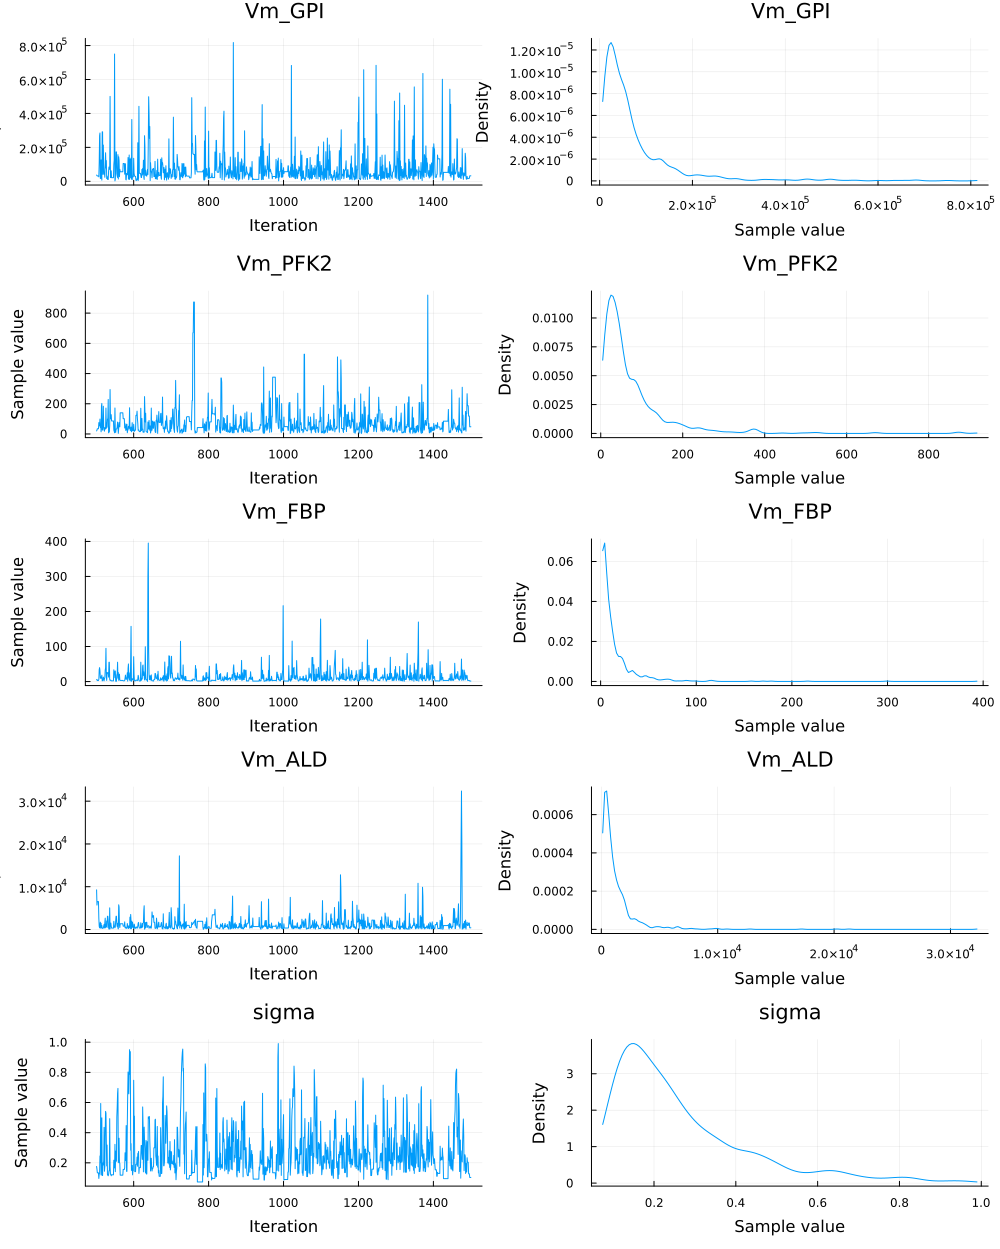 Vm_GPI
8.0×10⁵
6.0×10⁵
4.0×10⁵
2.0×10⁵
0
600 800 1000 1200 1400
Iteration
Vm_GPI
Density
1.20×10⁻⁵
1.00×10⁻⁵
8.00×10⁻⁶
6.00×10⁻⁶
4.00×10⁻⁶
2.00×10⁻⁶
0
0 2.0×10⁵ 4.0×10⁵ 6.0×10⁵ 8.0×10⁵
Sample value
Vm_PFK2
Sample value
800
600
400
200
0
600 800 1000 1200 1400
Iteration
Vm_PFK2
Density
0.0100
0.0075
0.0050
0.0025
0.0000
0 200 400 600 800
Sample value
Vm_FBP
Sample value
400
300
200
100
0
600 800 1000 1200 1400
Iteration
Vm_FBP
Density
0.06
0.04
0.02
0.00
0 100 200 300 400
Sample value
Vm_ALD
3.0×10⁴
2.0×10⁴
1.0×10⁴
0
600 800 1000 1200 1400
Iteration
Vm_ALD
Density
0.0006
0.0004
0.0002
0.0000
0 1.0×10⁴ 2.0×10⁴ 3.0×10⁴
Sample value
sigma
Sample value
1.0
0.8
0.6
0.4
0.2
600 800 1000 1200 1400
Iteration
sigma
Density
3
2
1
0
0.2 0.4 0.6 0.8 1.0
Sample value